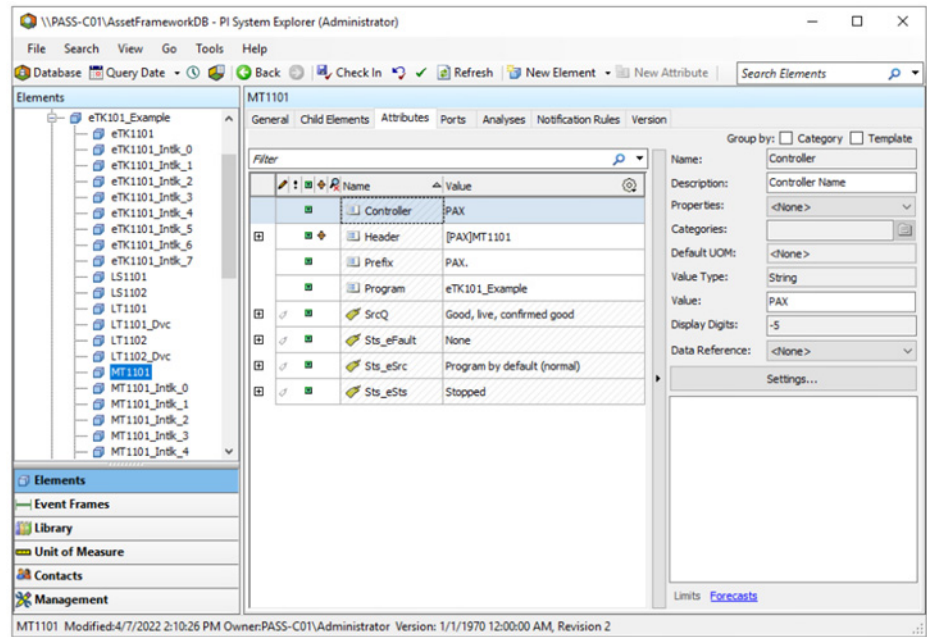 \\PASS-C01\AssetFrameworkDB - PI System Explorer (Administrator)
File Search View Go Tools Help
Database Query Date Back Check In Refresh New Element New Attribute Search Elements
Elements
eTK101_Example
eTK1101
eTK1101_Intlk_0
eTK1101_Intlk_1
eTK1101_Intlk_2
eTK1101_Intlk_3
eTK1101_Intlk_4
eTK1101_Intlk_5
eTK1101_Intlk_6
eTK1101_Intlk_7
LS1101
LS1102
LT1101
LT1101_Dvc
LT1102
LT1102_Dvc
MT1101
MT1101_Intlk_0
MT1101_Intlk_1
MT1101_Intlk_2
MT1101_Intlk_3
MT1101_Intlk_4
Elements
Event Frames
Library
Unit of Measure
Contacts
Management
MT1101
General Child Elements Attributes Ports Analyses Notification Rules Version
Group by: Category Template
Filter
Name Value
Controller PAX
Header [PAX]MT1101
Prefix PAX.
Program eTK101_Example
SrcQ Good, live, confirmed good
Sts_eFault None
Sts_eSrc Program by default (normal)
Sts_eSts Stopped
Name: Controller
Description: Controller Name
Properties: <None>
Categories:
Default UOM: <None>
Value Type: String
Value: PAX
Display Digits: -5
Data Reference: <None>
Settings...
Limits Forecasts
MT1101 Modified:4/7/2022 2:10:26 PM Owner:PASS-C01\Administrator Version: 1/1/1970 12:00:00 AM, Revision 2